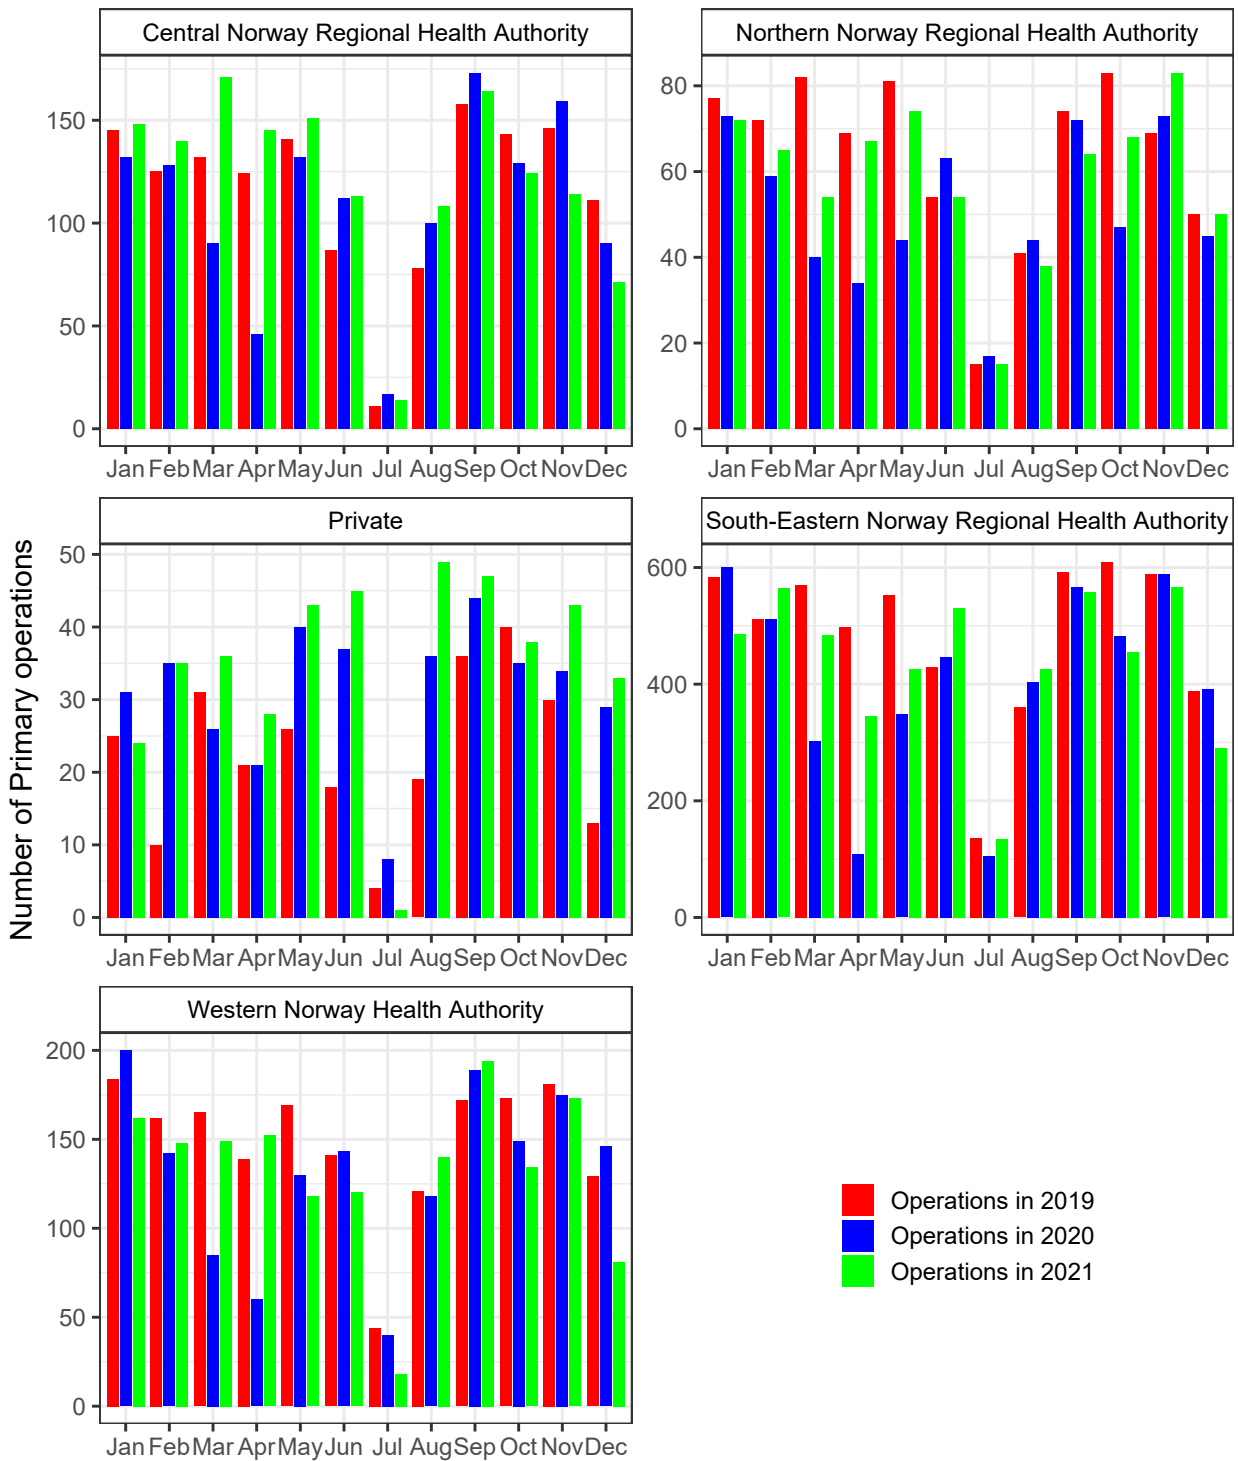 Central Norway Regional Health Authority
150
100
50
0
Jan Feb Mar Apr May Jun Jul Aug Sep Oct Nov Dec
Northern Norway Regional Health Authority
80
60
40
20
0
Jan Feb Mar Apr May Jun Jul Aug Sep Oct Nov Dec
Number of Primary operations
Private
50
40
30
20
10
0
Jan Feb Mar Apr May Jun Jul Aug Sep Oct Nov Dec
South-Eastern Norway Regional Health Authority
600
400
200
0
Jan Feb Mar Apr May Jun Jul Aug Sep Oct Nov Dec
Western Norway Health Authority
200
150
100
50
0
Jan Feb Mar Apr May Jun Jul Aug Sep Oct Nov Dec
Operations in 2019
Operations in 2020
Operations in 2021